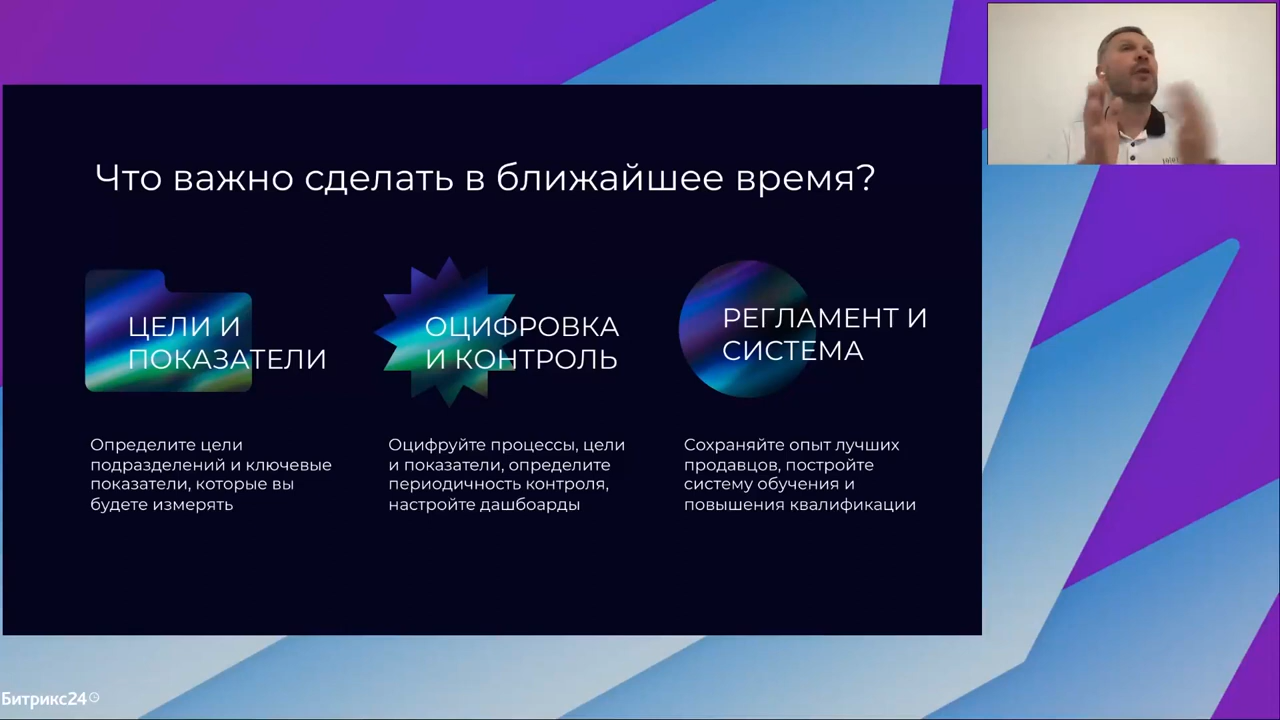 Что важно сделать в ближайшее время?
ЦЕЛИ И
ПОКАЗАТЕЛИ
Определите цели
подразделений и ключевые
показатели, которые вы
будете измерять
ОЦИФРОВКА
И КОНТРОЛЬ
Оцифруйте процессы, цели
и показатели, определите
периодичность контроля,
настройте дашбоарды
РЕГЛАМЕНТ И
СИСТЕМА
Сохраняйте опыт лучших
продавцов, постройте
систему обучения и
повышения квалификации
Битрикс24